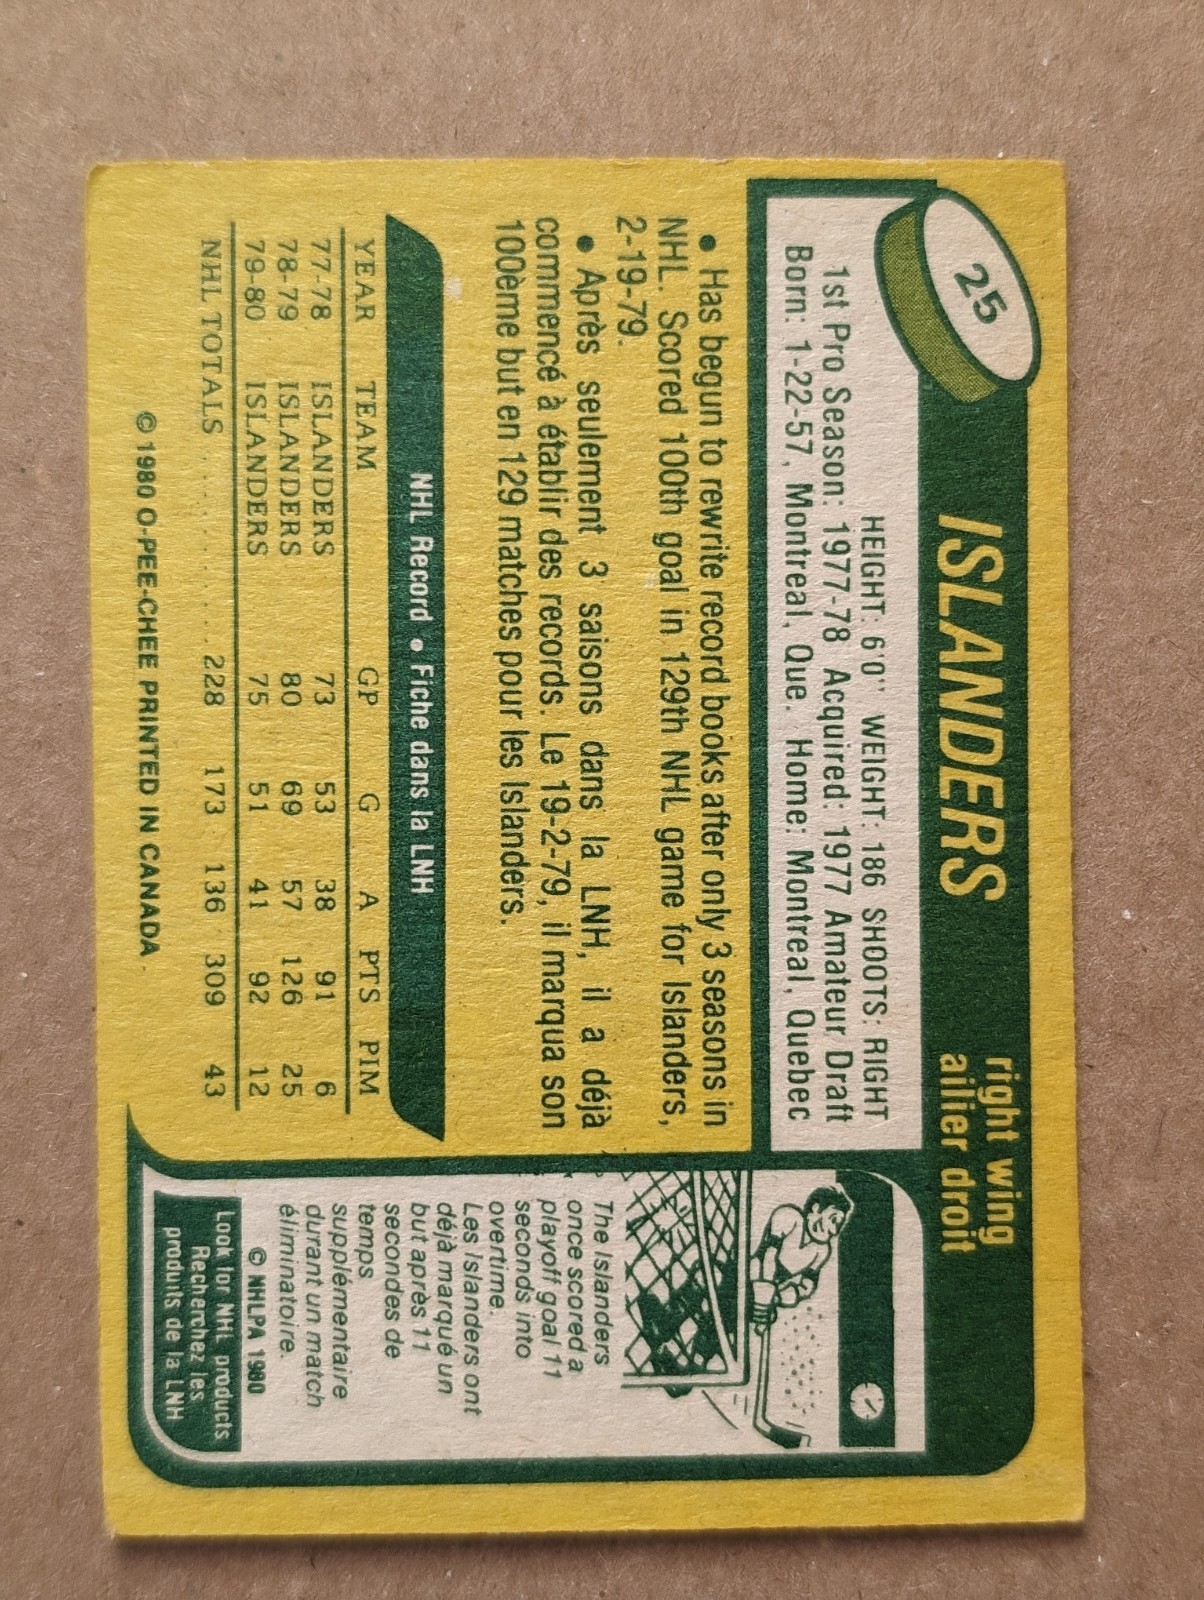 25
ISLANDERS
right wing
ailier droit
HEIGHT: 6'0" WEIGHT: 186 SHOOTS: RIGHT
1st Pro Season: 1977-78 Acquired: 1977 Amateur Draft
Born: 1-22-57, Montreal, Que. Home: Montreal, Quebec
• Has begun to rewrite record books after only 3 seasons in
NHL. Scored 100th goal in 129th NHL game for Islanders,
2-19-79.
• Après seulement 3 saisons dans la LNH, il a déjà
commencé à établir des records. Le 19-2-79, il marqua son
100ème but en 129 matches pour les Islanders.
NHL Record • Fiche dans la LNH
YEAR TEAM GP G A PTS PIM
77-78 ISLANDERS 73 53 38 91 6
78-79 ISLANDERS 80 69 57 126 25
79-80 ISLANDERS 75 51 41 92 12
NHL TOTALS .......... 228 173 136 309 43
© 1980 O-PEE-CHEE PRINTED IN CANADA
The Islanders
once scored a
playoff goal 11
seconds into
overtime.
Les Islanders ont
déjà marqué un
but après 11
secondes de
temps
supplémentaire
durant un match
éliminatoire.
© NHLPA 1980
Look for NHL products
Recherchez les
produits de la LNH